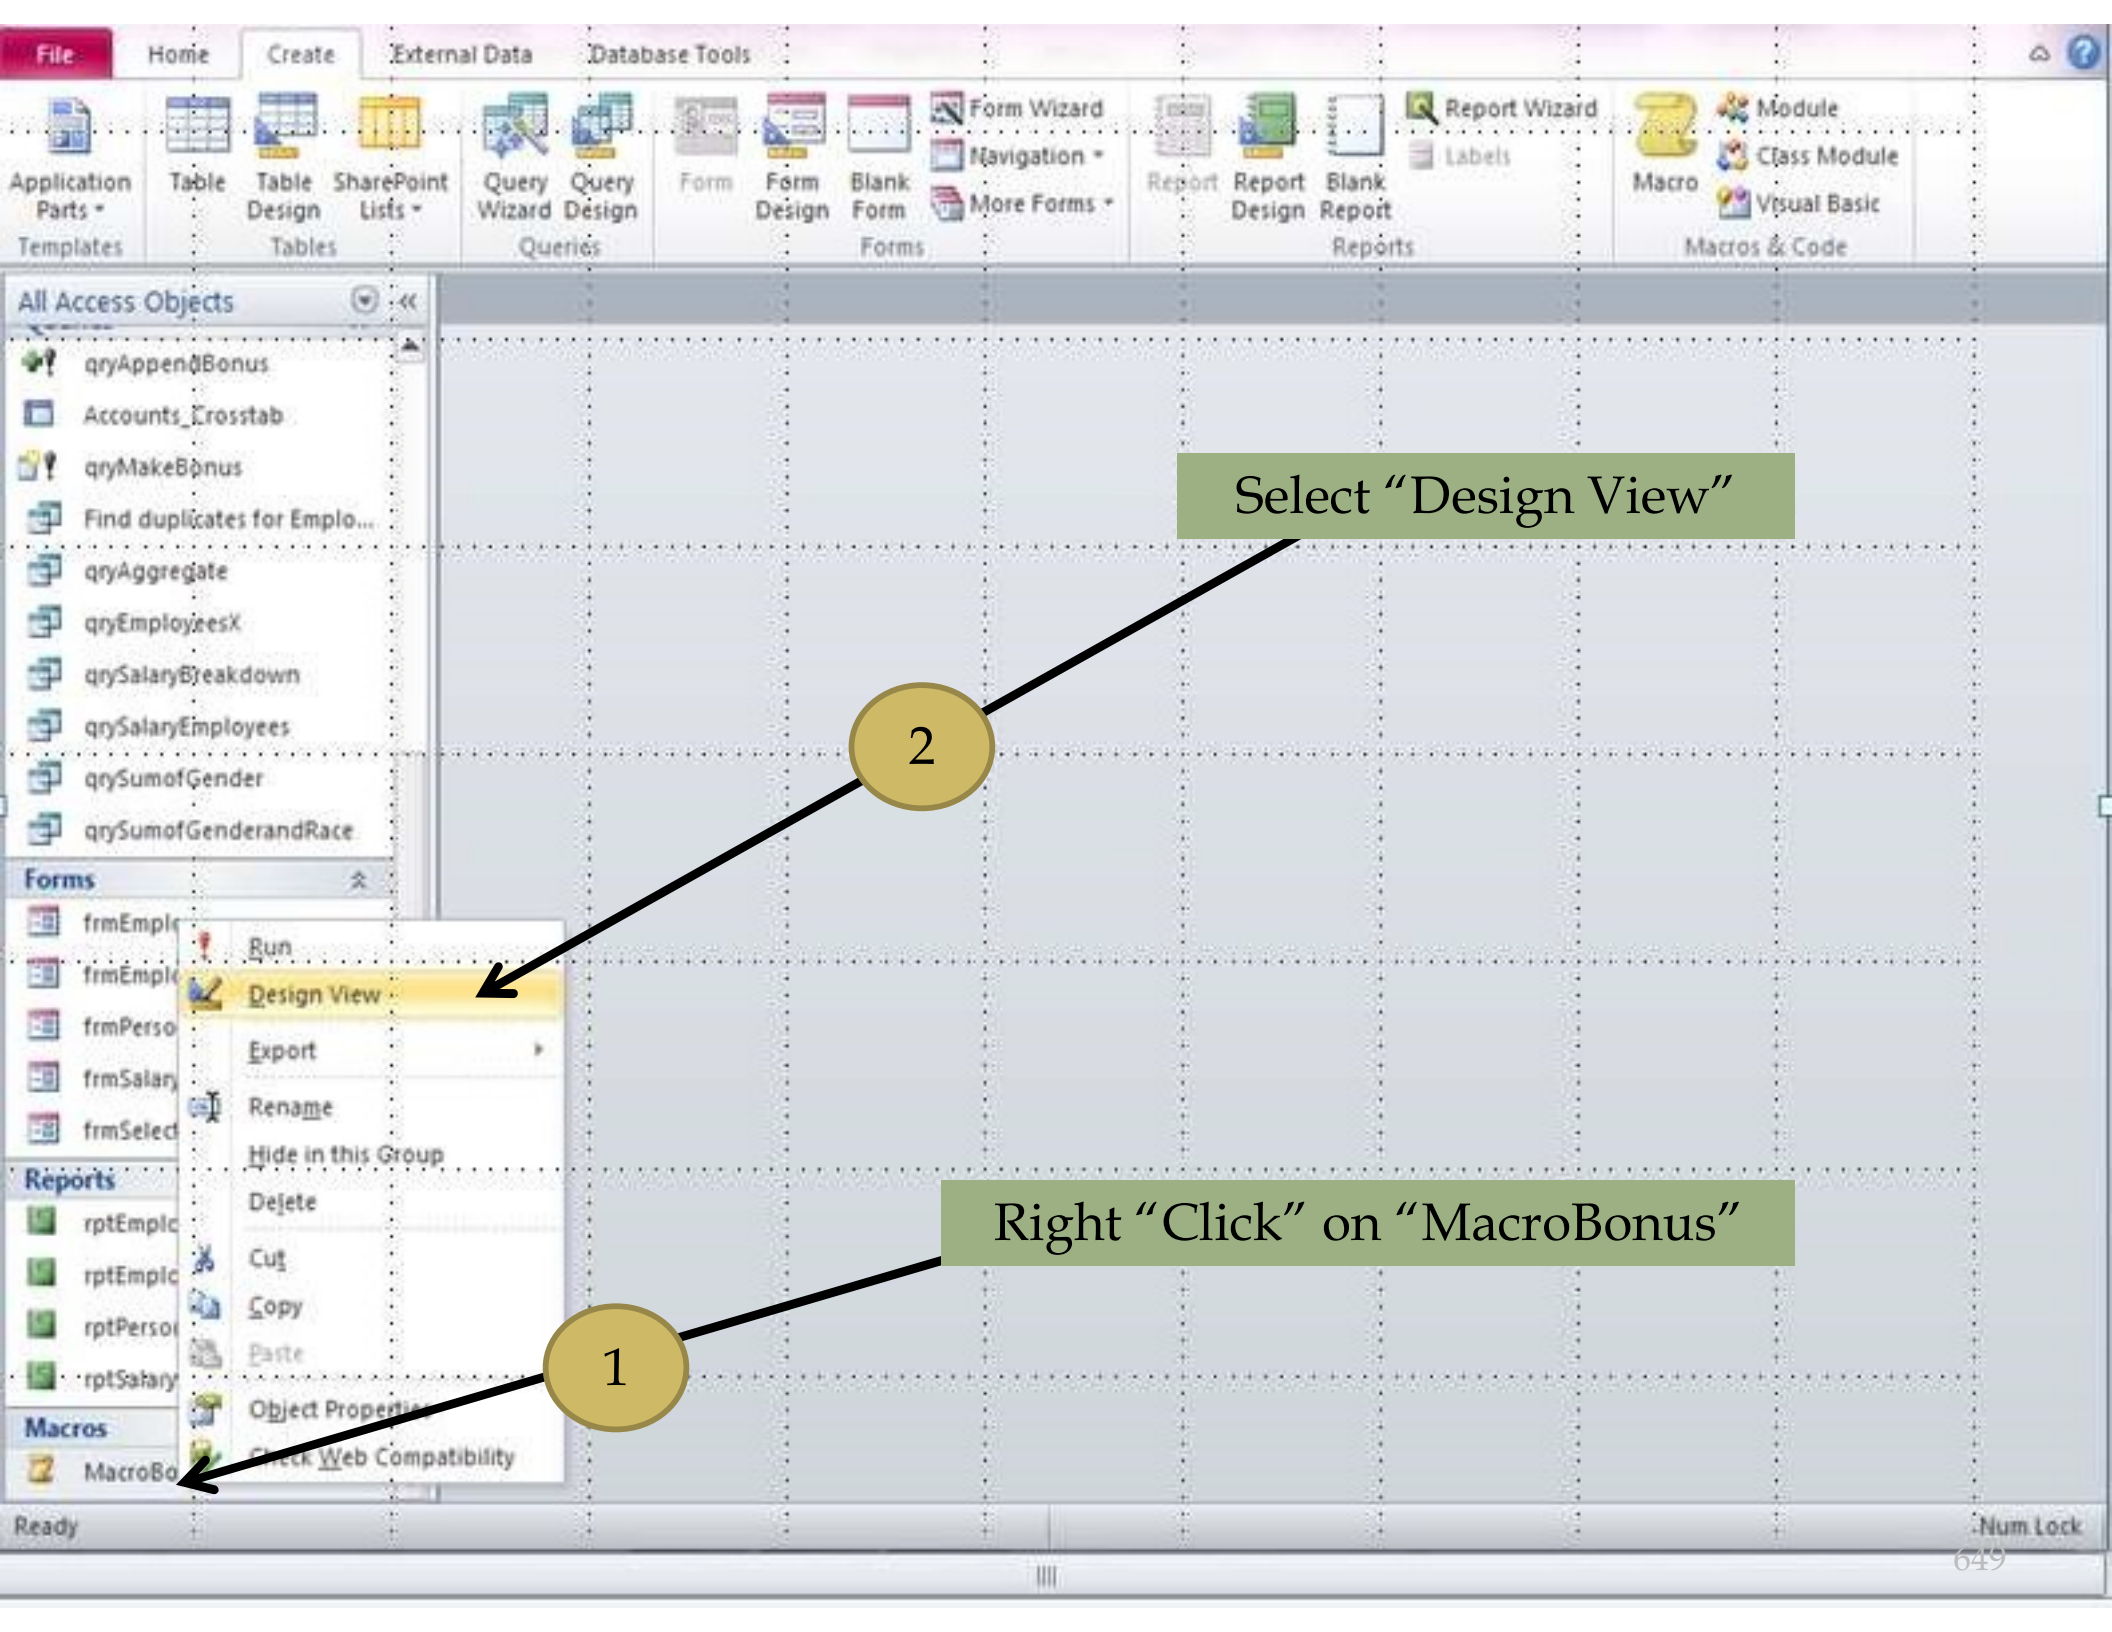 File Home Create External Data Database Tools
Form Wizard Report Wizard Module
Navigation Labels Class Module
Application Table Table SharePoint Query Query Form Form Blank Report Report Blank Macro
Parts Design Lists Wizard Design Design Form More Forms Design Report Visual Basic
Templates Tables Queries Forms Reports Macros & Code
All Access Objects
qryAppendBonus
Accounts_Crosstab
qryMakeBonus
Find duplicates for Emplo...
qryAggregate
qryEmployeesX
qrySalaryBreakdown
qrySalaryEmployees
qrySumofGender
qrySumofGenderandRace
Forms
frmEmplo
frmEmplo
frmPerso
frmSalary
frmSelect
Reports
rptEmplo
rptEmplo
rptPerso
rptSalary
Macros
MacroBo
Run
Design View
Export
Rename
Hide in this Group
Delete
Cut
Copy
Paste
Object Properties
Check Web Compatibility
Select “Design View”
2
Right “Click” on “MacroBonus”
1
Ready Num Lock
649